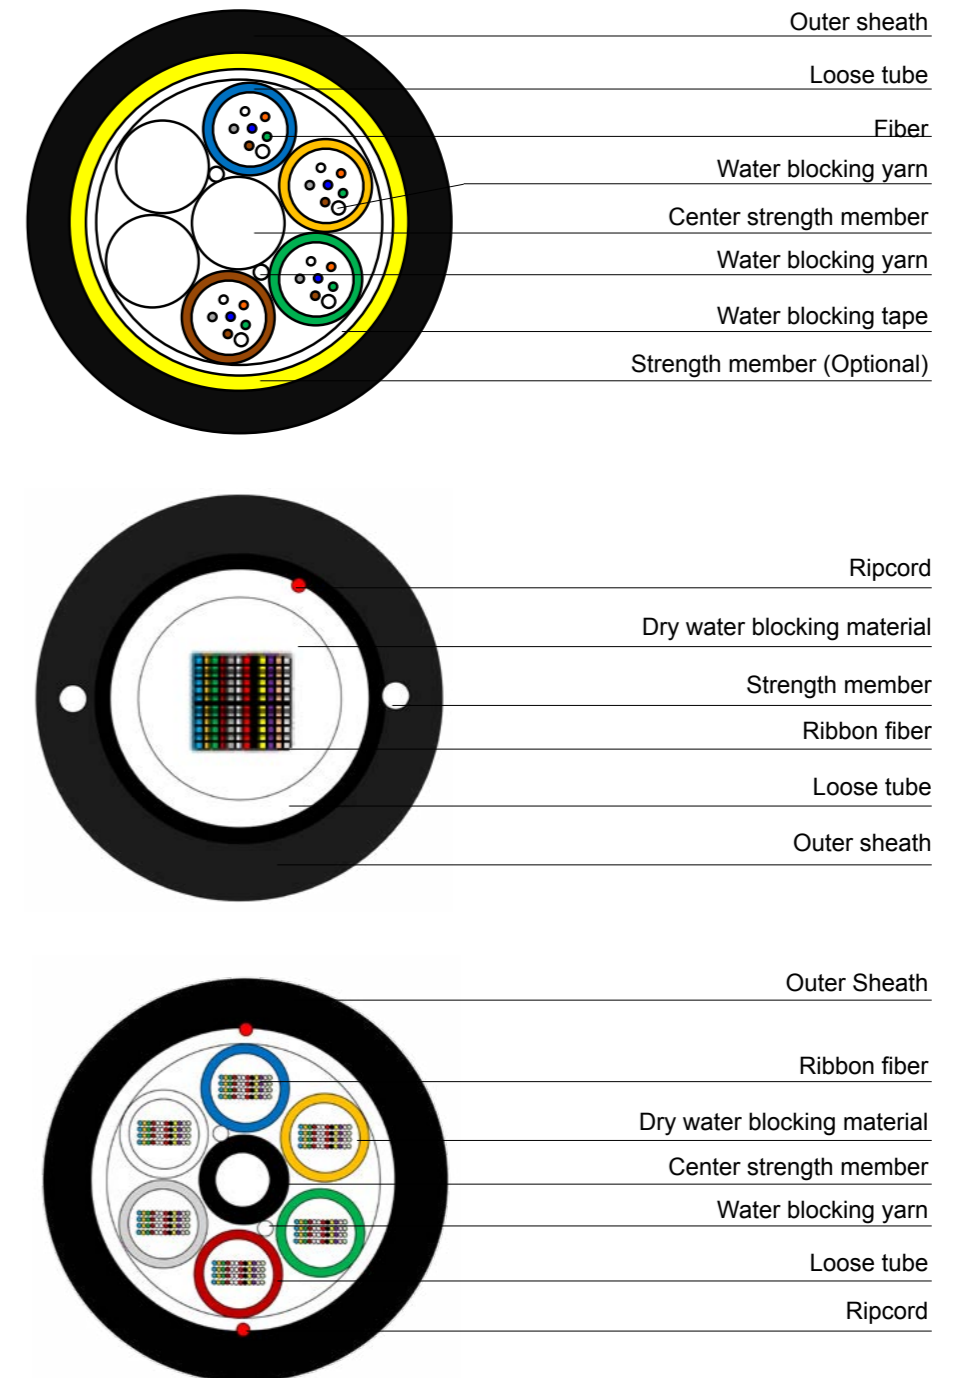 Outer sheath
Loose tube
Fiber
Water blocking yarn
Center strength member
Water blocking yarn
Water blocking tape
Strength member (Optional)
Ripcord
Dry water blocking material
Strength member
Ribbon fiber
Loose tube
Outer sheath
Outer Sheath
Ribbon fiber
Dry water blocking material
Center strength member
Water blocking yarn
Loose tube
Ripcord